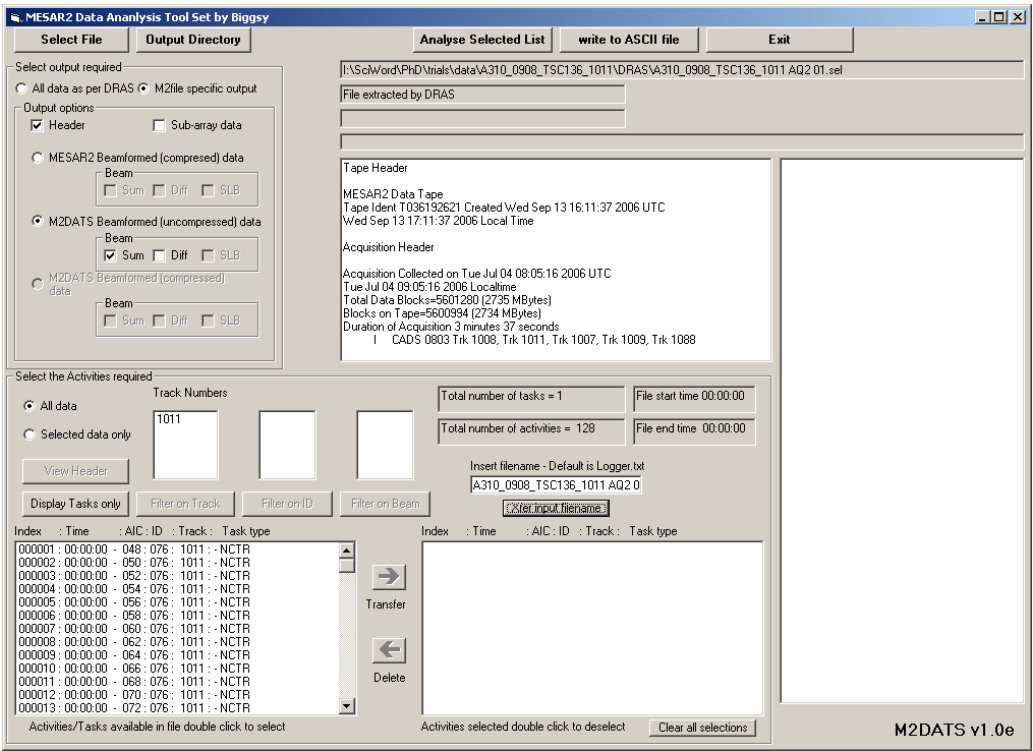 MESAR2 Data Ananlysis Tool Set by Biggsy
Select File
Output Directory
Analyse Selected List
write to ASCII file
Exit
Select output required
All data as per DRAS
M2file specific output
Output options
Header
Sub-array data
MESAR2 Beamformed (compresed) data
Beam
Sum
Diff
SLB
M2DATS Beamformed (uncompressed) data
Beam
Sum
Diff
SLB
M2DATS Beamformed (compressed)
data
Beam
Sum
Diff
SLB
I:\SciWord\PhD\trials\data\A310_0908_TSC136_1011\DRAS\A310_0908_TSC136_1011 AQ2 01.sel
File extracted by DRAS
Tape Header
MESAR2 Data Tape
Tape Ident T036192621 Created Wed Sep 13 16:11:37 2006 UTC
Wed Sep 13 17:11:37 2006 Local Time
Acquisition Header
Acquisition Collected on Tue Jul 04 08:05:16 2006 UTC
Tue Jul 04 09:05:16 2006 Localtime
Total Data Blocks=5601280 (2735 MBytes)
Blocks on Tape=5600994 (2734 MBytes)
Duration of Acquisition 3 minutes 37 seconds
I CADS 0803 Trk 1008, Trk 1011, Trk 1007, Trk 1009, Trk 1088
Select the Activities required
All data
Selected data only
View Header
Display Tasks only
Track Numbers
1011
Filter on Track
Filter on ID
Filter on Beam
Total number of tasks = 1
File start time 00:00:00
Total number of activities = 128
File end time 00:00:00
Insert filename - Default is Logger.txt
A310_0908_TSC136_1011 AQ2 0
Xfer input filename
Index : Time : AIC : ID : Track : Task type
000001 : 00:00:00 - 048 : 076 : 1011 : - NCTR
000002 : 00:00:00 - 050 : 076 : 1011 : - NCTR
000003 : 00:00:00 - 052 : 076 : 1011 : - NCTR
000004 : 00:00:00 - 054 : 076 : 1011 : - NCTR
000005 : 00:00:00 - 056 : 076 : 1011 : - NCTR
000006 : 00:00:00 - 058 : 076 : 1011 : - NCTR
000007 : 00:00:00 - 060 : 076 : 1011 : - NCTR
000008 : 00:00:00 - 062 : 076 : 1011 : - NCTR
000009 : 00:00:00 - 064 : 076 : 1011 : - NCTR
000010 : 00:00:00 - 066 : 076 : 1011 : - NCTR
000011 : 00:00:00 - 068 : 076 : 1011 : - NCTR
000012 : 00:00:00 - 070 : 076 : 1011 : - NCTR
000013 : 00:00:00 - 072 : 076 : 1011 : - NCTR
Activities/Tasks available in file double click to select
Transfer
Delete
Index : Time : AIC : ID : Track : Task type
Activities selected double click to deselect
Clear all selections
M2DATS v1.0e